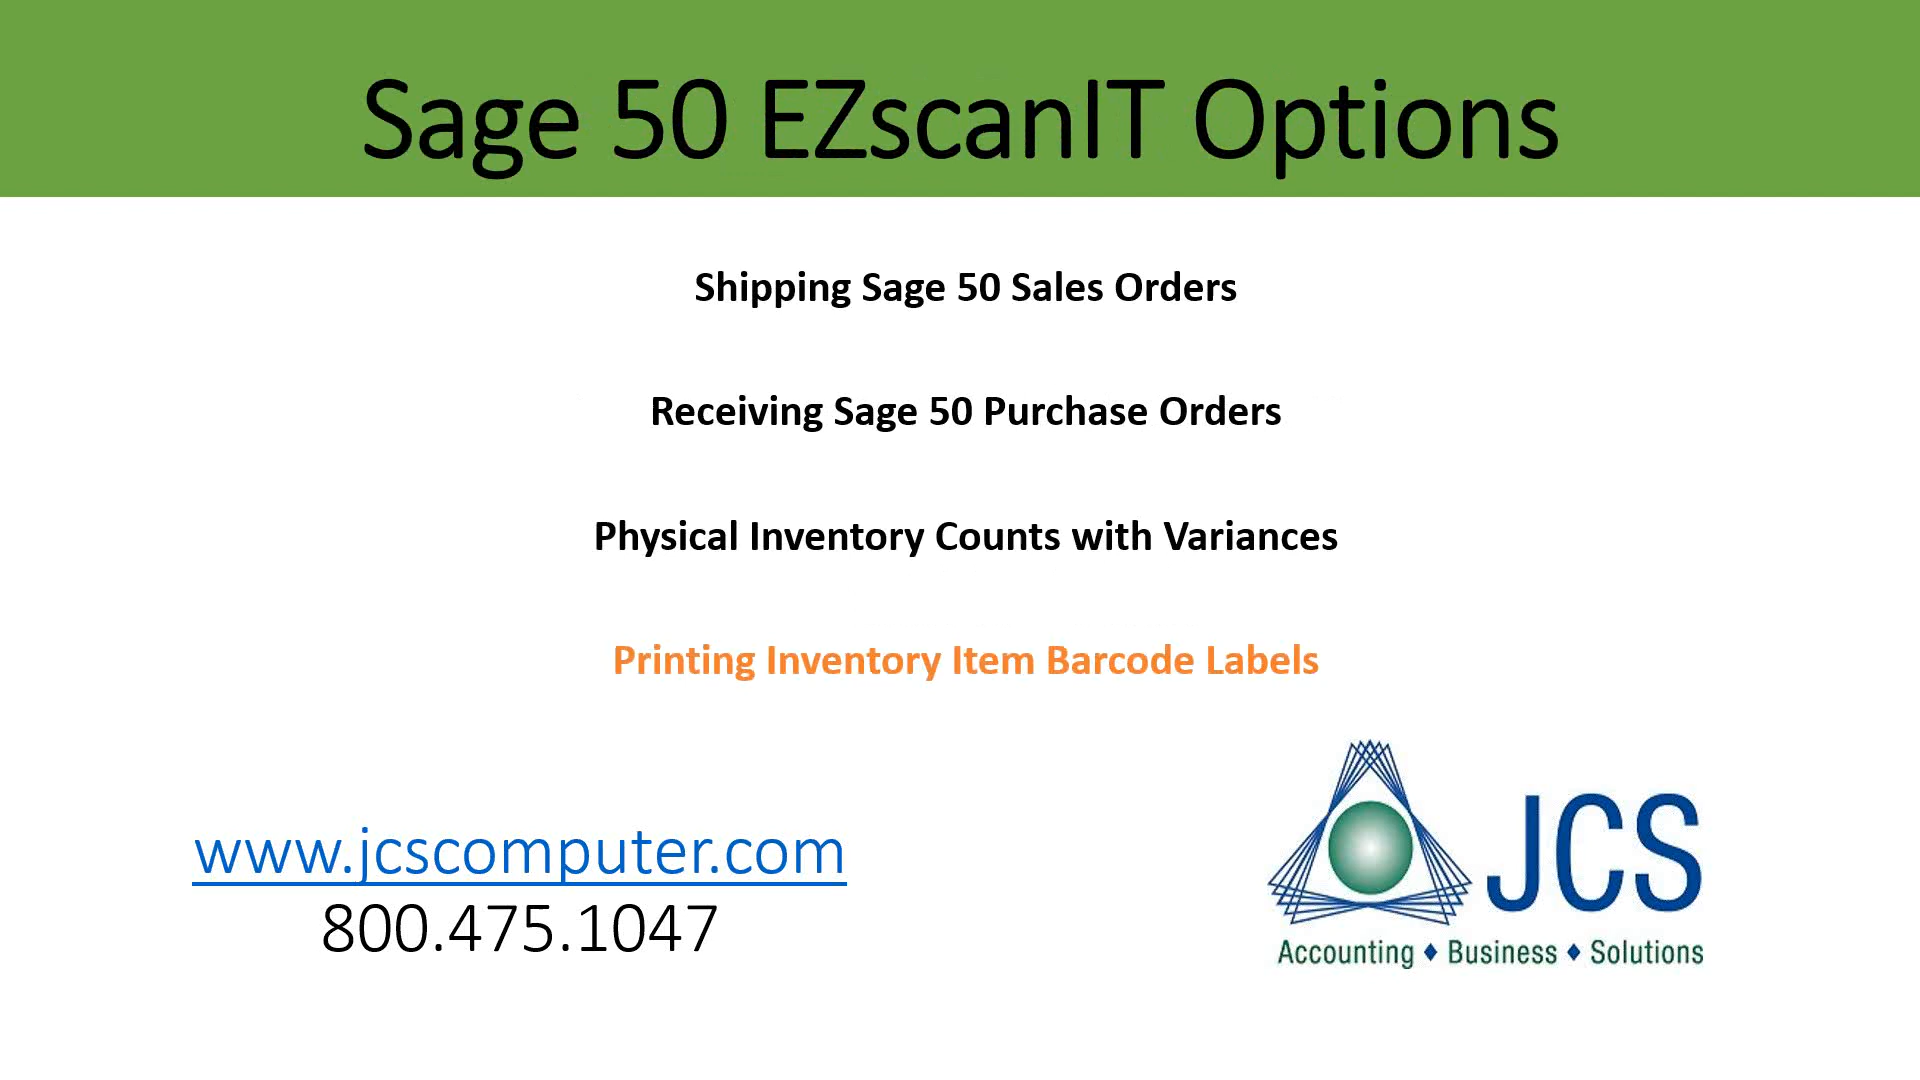 Sage 50 EZscanIT Options
Shipping Sage 50 Sales Orders
Receiving Sage 50 Purchase Orders
Physical Inventory Counts with Variances
Printing Inventory Item Barcode Labels
www.jcscomputer.com
800.475.1047
JCS
Accounting ♦ Business ♦ Solutions